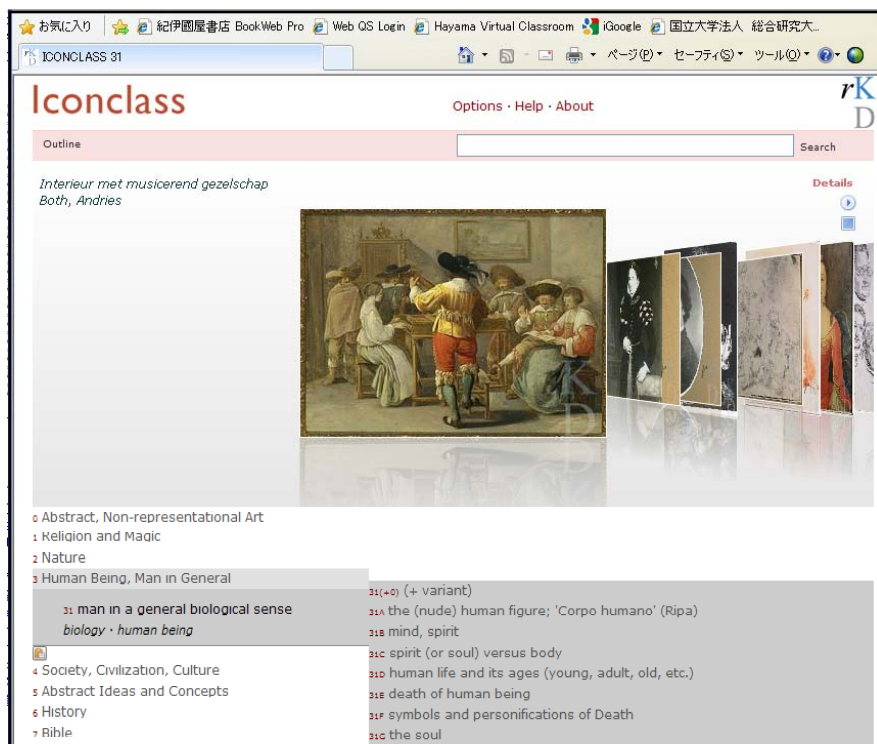 お気に入り 紀伊國屋書店 BookWeb Pro Web QS Login Hayama Virtual Classroom iGoogle 国立大学法人 総合研究大...
ICONCLASS 31 ページ(P) セーフティ(S) ツール(O)
Iconclass
Options · Help · About
rKD
Outline
Search
Interieur met musicerend gezelschap
Both, Andries
Details
KD
0 Abstract, Non-representational Art
1 Religion and Magic
2 Nature
3 Human Being, Man in General
31 man in a general biological sense
biology · human being
4 Society, Civilization, Culture
5 Abstract Ideas and Concepts
6 History
7 Bible
31(+0) (+ variant)
31A the (nude) human figure; 'Corpo humano' (Ripa)
31B mind, spirit
31C spirit (or soul) versus body
31D human life and its ages (young, adult, old, etc.)
31E death of human being
31F symbols and personifications of Death
31G the soul